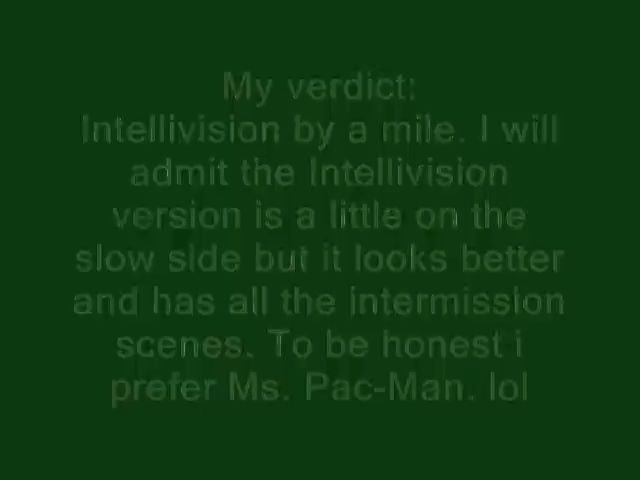 My verdict:
Intellivision by a mile. I will
admit the Intellivision
version is a little on the
slow side but it looks better
and has all the intermission
scenes. To be honest i
prefer Ms. Pac-Man. lol